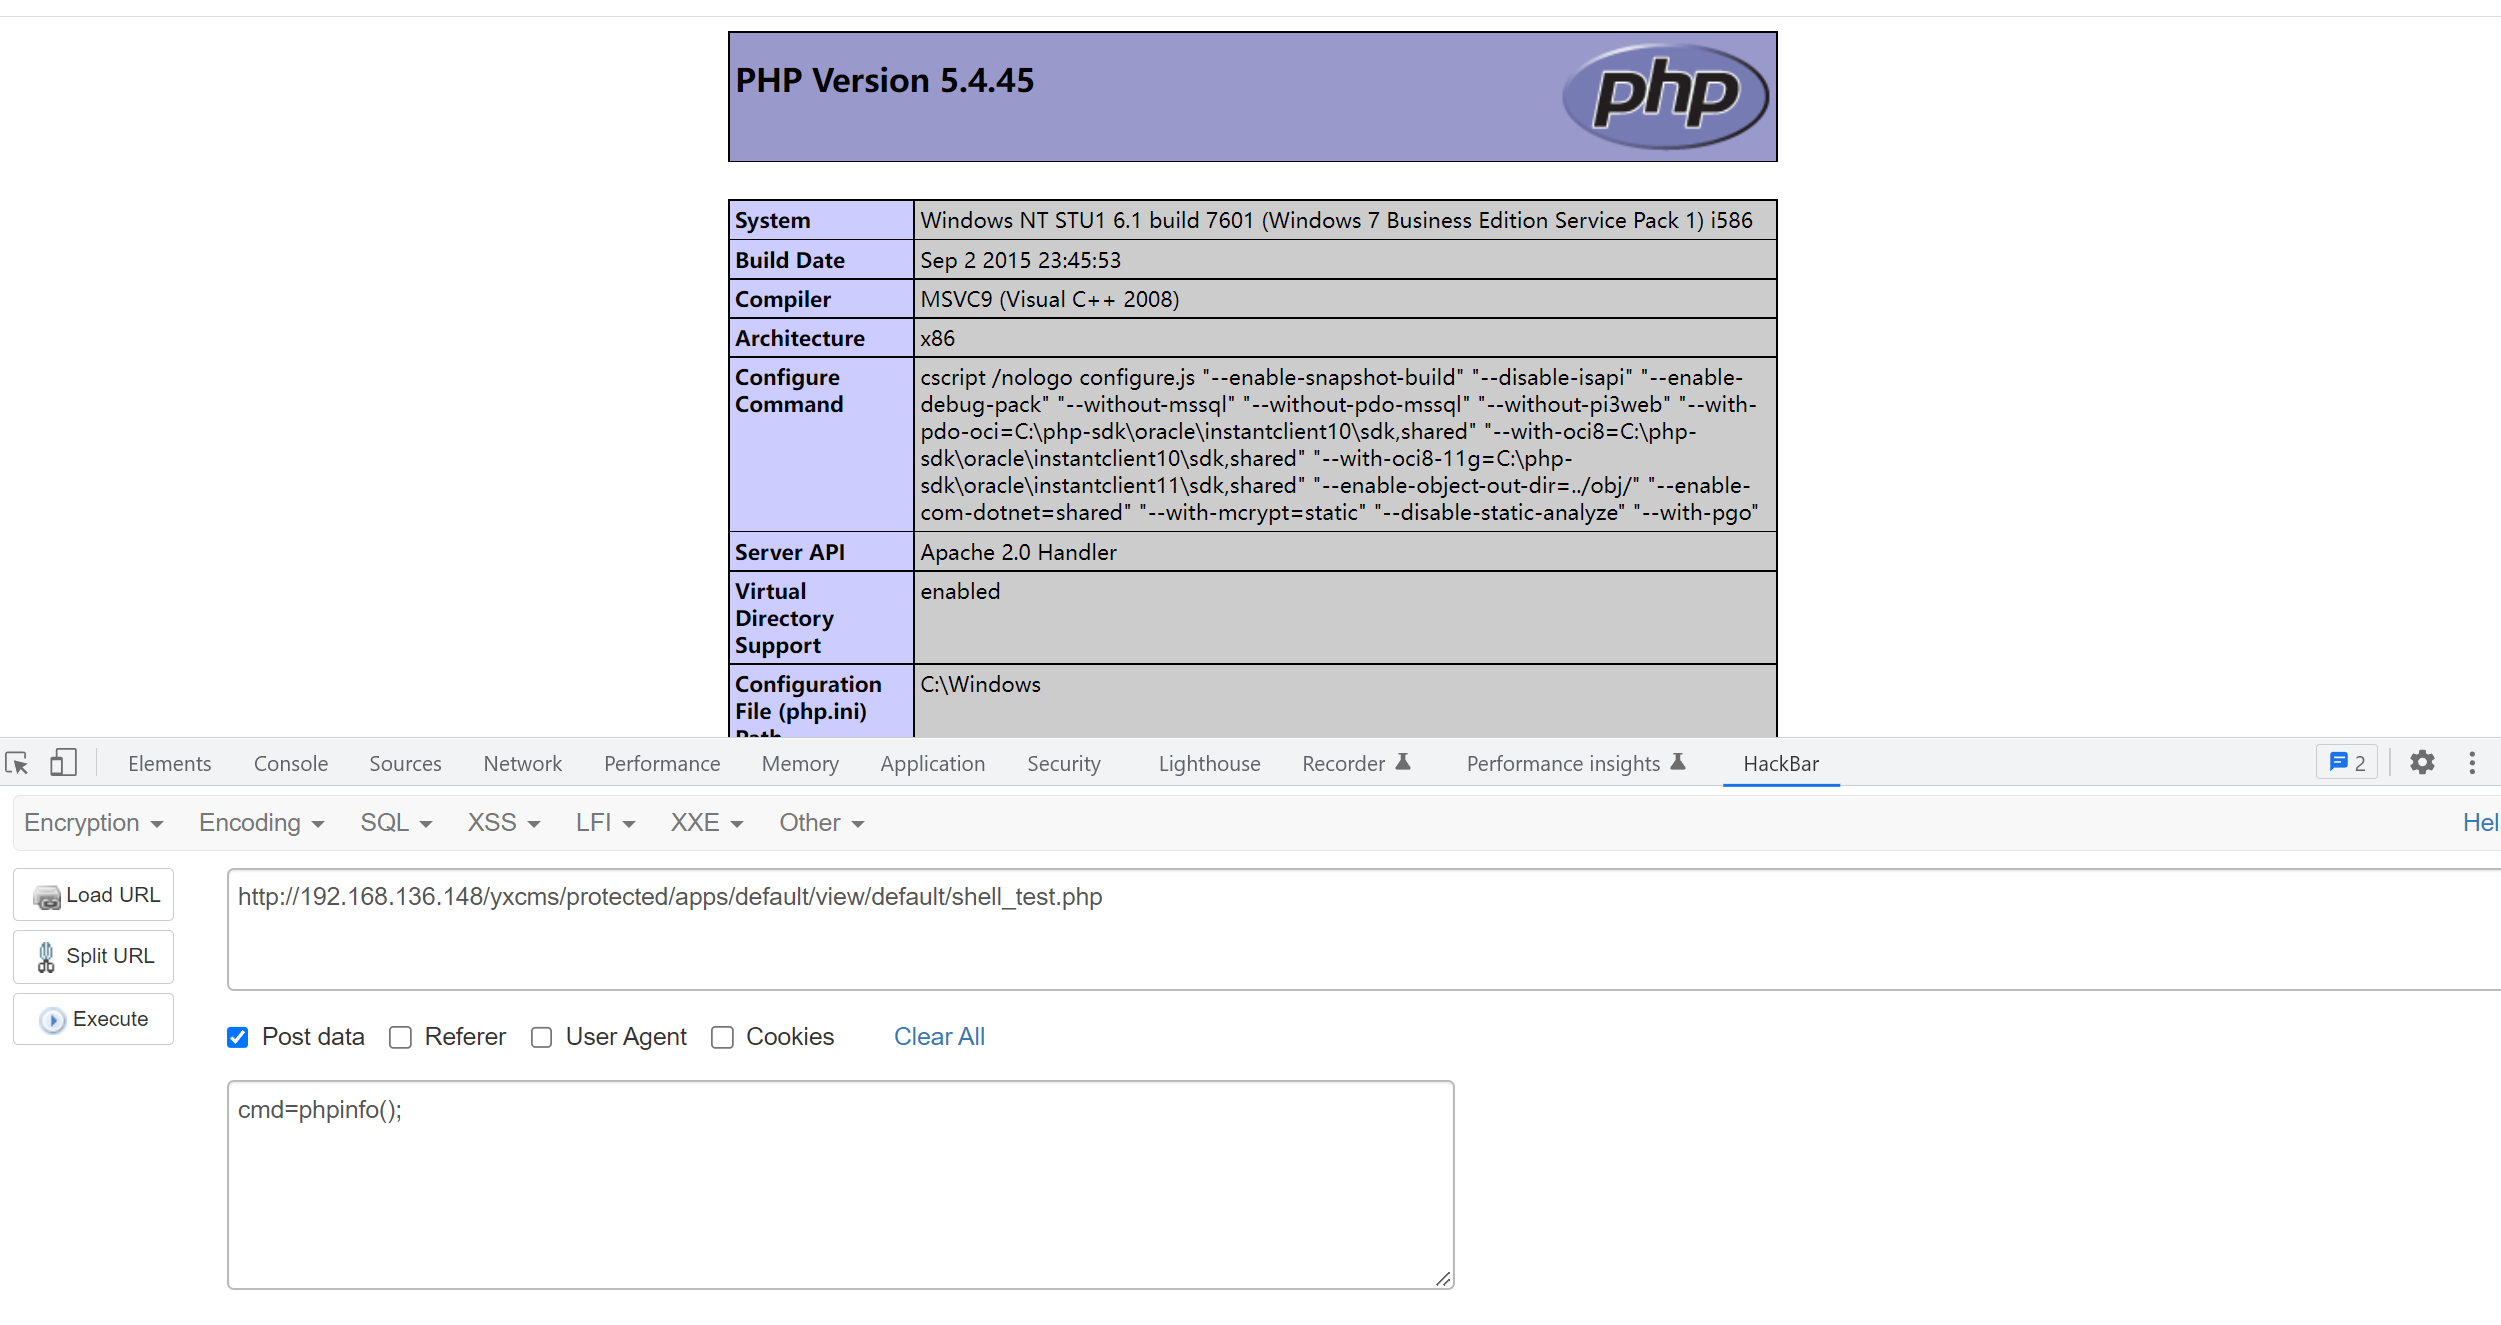 PHP Version 5.4.45
php
System Windows NT STU1 6.1 build 7601 (Windows 7 Business Edition Service Pack 1) i586
Build Date Sep 2 2015 23:45:53
Compiler MSVC9 (Visual C++ 2008)
Architecture x86
Configure Command
cscript /nologo configure.js "--enable-snapshot-build" "--disable-isapi" "--enable-
debug-pack" "--without-mssql" "--without-pdo-mssql" "--without-pi3web" "--with-
pdo-oci=C:\php-sdk\oracle\instantclient10\sdk,shared" "--with-oci8=C:\php-
sdk\oracle\instantclient10\sdk,shared" "--with-oci8-11g=C:\php-
sdk\oracle\instantclient11\sdk,shared" "--enable-object-out-dir=../obj/" "--enable-
com-dotnet=shared" "--with-mcrypt=static" "--disable-static-analyze" "--with-pgo"
Server API Apache 2.0 Handler
Virtual
Directory
Support
enabled
Configuration
File (php.ini)
Path
C:\Windows
Elements Console Sources Network Performance Memory Application Security Lighthouse Recorder Performance insights HackBar 2
Encryption Encoding SQL XSS LFI XXE Other Hel
Load URL
http://192.168.136.148/yxcms/protected/apps/default/view/default/shell_test.php
Split URL
Execute
Post data Referer User Agent Cookies Clear All
cmd=phpinfo();